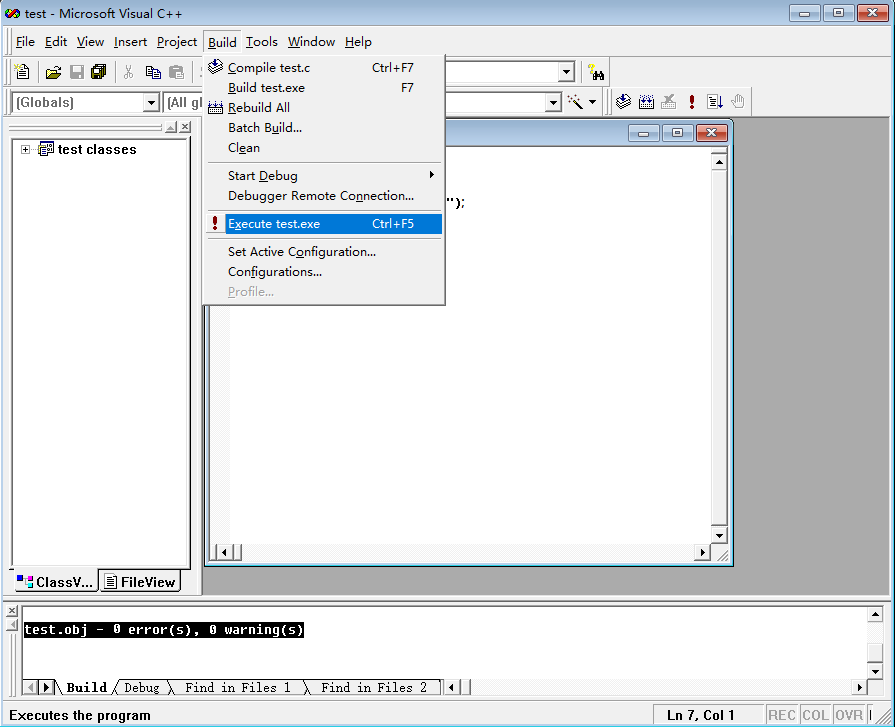 test - Microsoft Visual C++
File Edit View Insert Project Build Tools Window Help
(Globals) (All gl
Compile test.c Ctrl+F7
Build test.exe F7
Rebuild All
Batch Build...
Clean
Start Debug
Debugger Remote Connection...
Execute test.exe Ctrl+F5
Set Active Configuration...
Configurations...
Profile...
test classes
");
ClassV... FileView
test.obj - 0 error(s), 0 warning(s)
Build Debug Find in Files 1 Find in Files 2
Executes the program Ln 7, Col 1 REC COL OVR